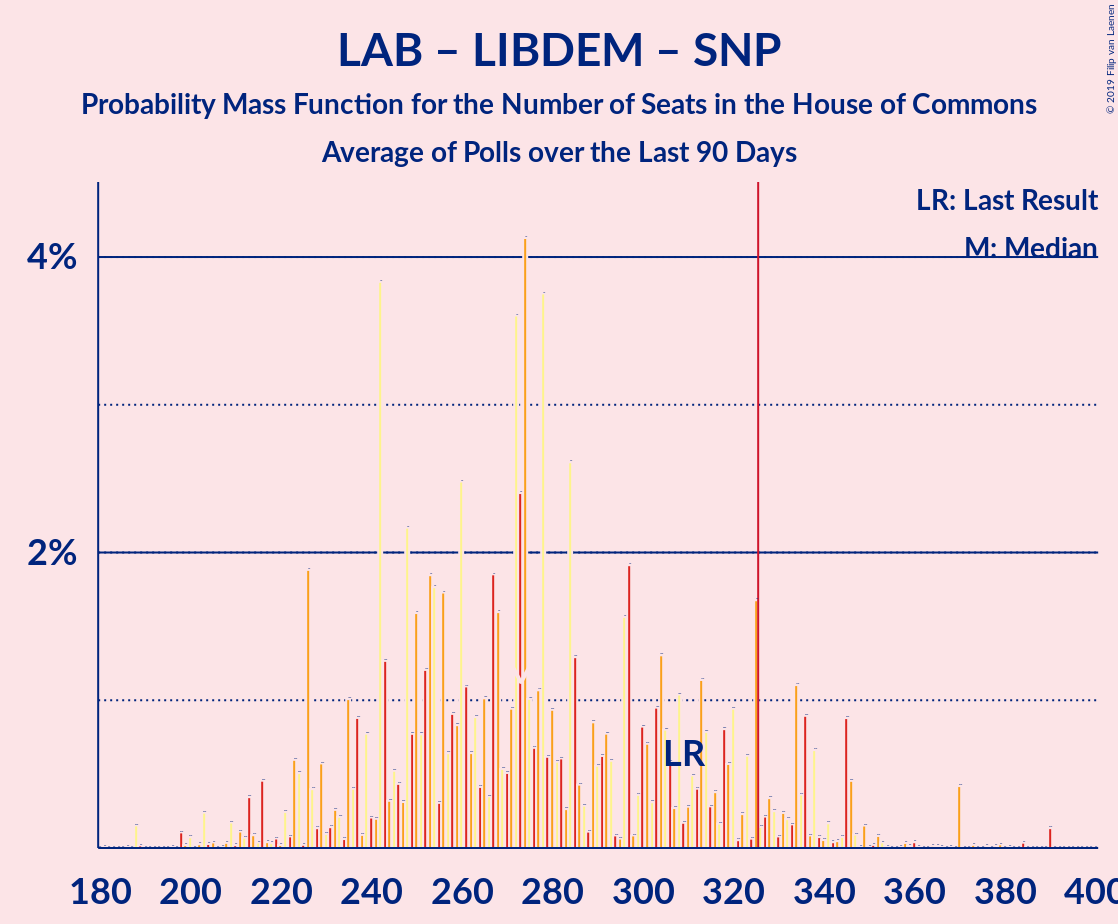 LAB – LIBDEM – SNP
Probability Mass Function for the Number of Seats in the House of Commons
Average of Polls over the Last 90 Days
© 2019 Filip van Laenen
LR: Last Result
M: Median
4%
2%
LR
180 200 220 240 260 280 300 320 340 360 380 400